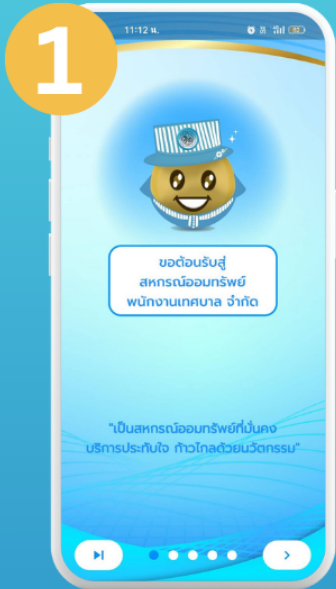 1
11:12 น.
ขอต้อนรับสู่
สหกรณ์ออมทรัพย์
พนักงานเทศบาล จำกัด
"เป็นสหกรณ์ออมทรัพย์ที่มั่นคง
บริการประทับใจ ก้าวไกลด้วยนวัตกรรม"